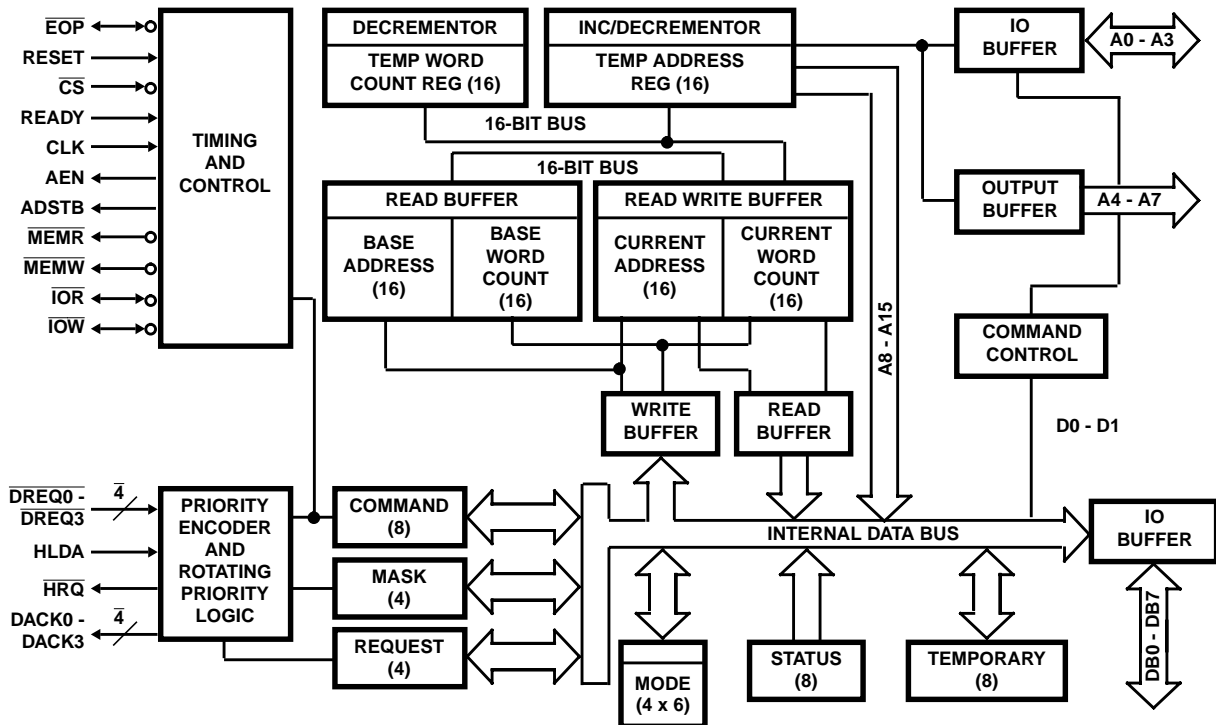 EOP
RESET
CS
READY
CLK
AEN
ADSTB
MEMR
MEMW
IOR
IOW
TIMING
AND
CONTROL
DECREMENTOR
TEMP WORD
COUNT REG (16)
INC/DECREMENTOR
TEMP ADDRESS
REG (16)
16-BIT BUS
16-BIT BUS
READ BUFFER
BASE
ADDRESS
(16)
BASE
WORD
COUNT
(16)
READ WRITE BUFFER
CURRENT
ADDRESS
(16)
CURRENT
WORD
COUNT
(16)
IO
BUFFER
A0 - A3
OUTPUT
BUFFER
A4 - A7
COMMAND
CONTROL
A8 - A15
WRITE
BUFFER
READ
BUFFER
D0 - D1
DREQ0 -
DREQ3
4
HLDA
HRQ
DACK0 -
DACK3
4
PRIORITY
ENCODER
AND
ROTATING
PRIORITY
LOGIC
COMMAND
(8)
MASK
(4)
REQUEST
(4)
INTERNAL DATA BUS
IO
BUFFER
MODE
(4 x 6)
STATUS
(8)
TEMPORARY
(8)
DB0 - DB7